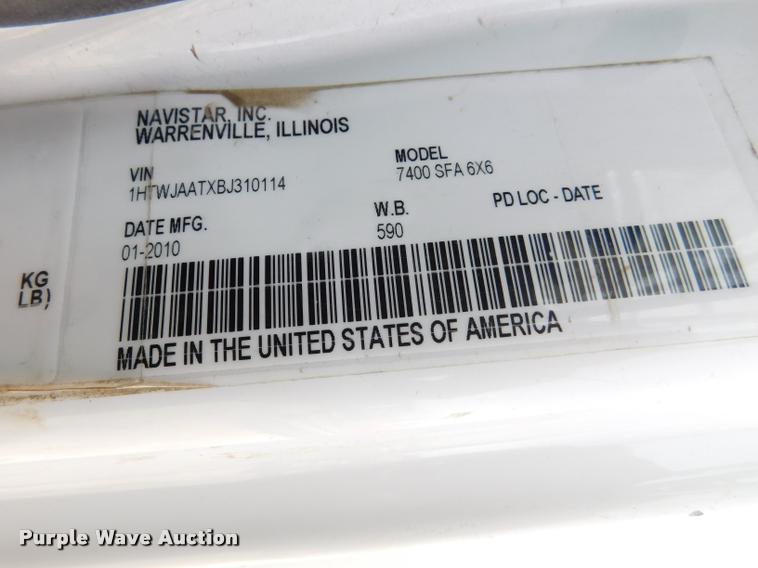 NAVISTAR, INC.
WARRENVILLE, ILLINOIS
VIN
1HTWJAATXBJ310114
MODEL
7400 SFA 6X6
DATE MFG.
01-2010
W.B.
590
PD LOC - DATE
KG
LB)
MADE IN THE UNITED STATES OF AMERICA
Purple Wave Auction